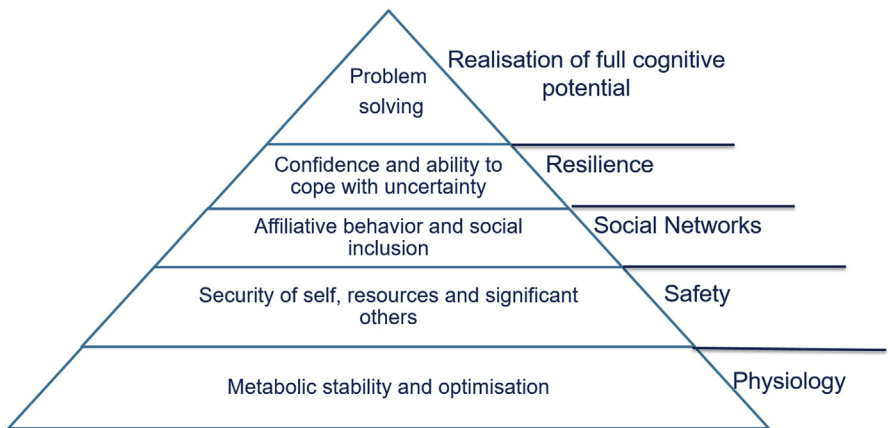 Problem
solving
Realisation of full cognitive
potential
Confidence and ability to
cope with uncertainty
Resilience
Affiliative behavior and social
inclusion
Social Networks
Security of self, resources and significant
others
Safety
Metabolic stability and optimisation
Physiology